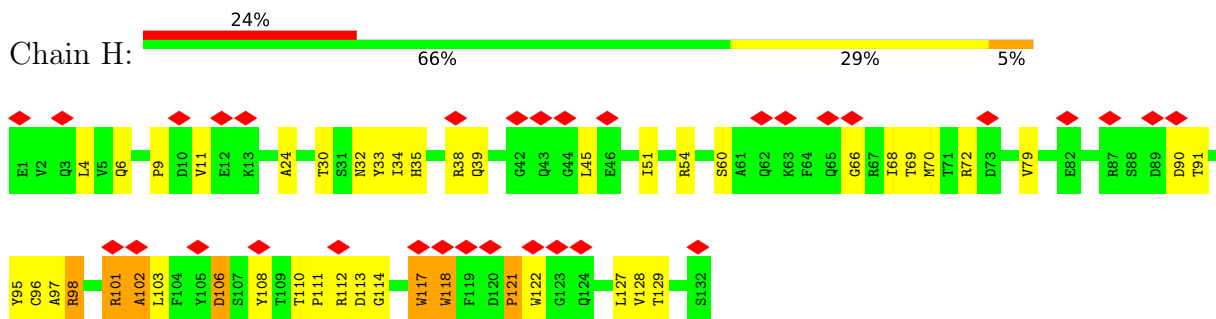 24%
Chain H:
66% 29% 5%
E1 V2 Q3 L4 V5 Q6 P9 D10 V11 E12 K13 A24 T30 S31 N32 Y33 I34 H35 R38 Q39 G42 Q43 G44 L45 E46 I51 R54 S60 A61 Q62 K63 F64 Q65 G66 R67 I68 T69 M70 T71 R72 D73 V79 E82 R87 S88 D89 D90 T91
Y95 C96 A97 R98 R101 A102 L103 F104 Y105 D106 S107 Y108 T109 T110 P111 R112 D113 G114 W117 W118 F119 D120 P121 W122 G123 Q124 L127 V128 T129 S132